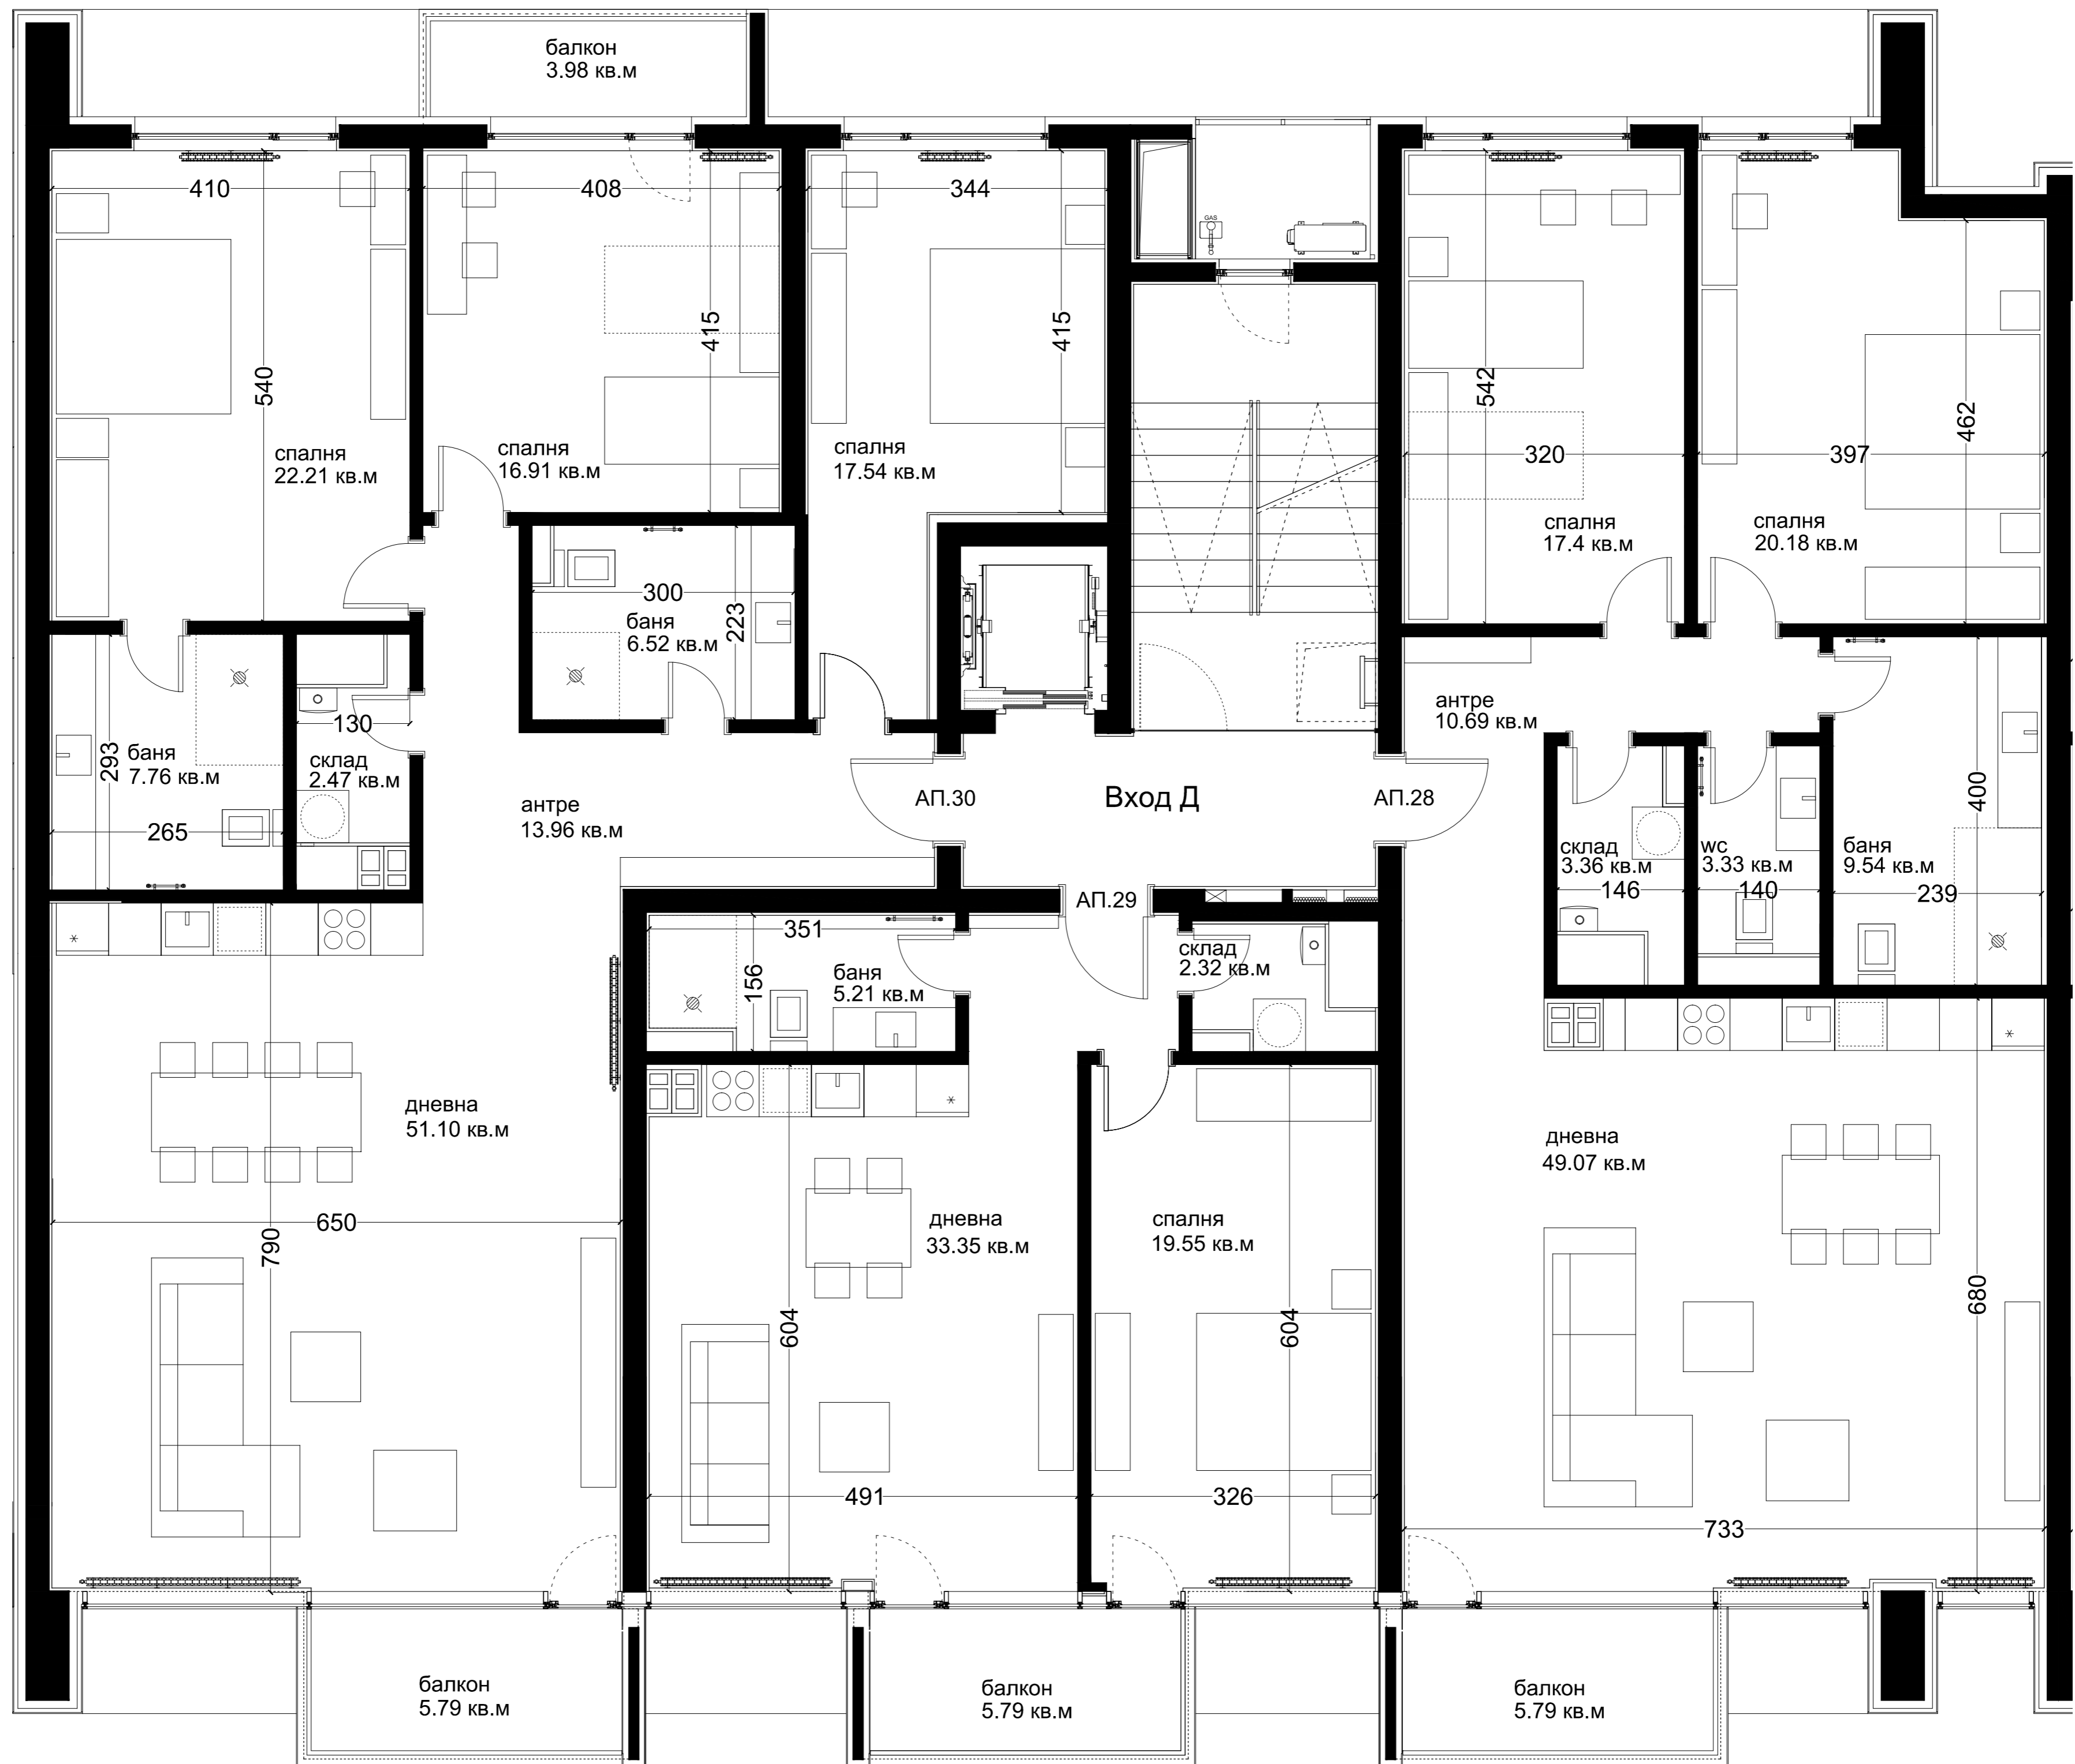 балкон
3.98 кв.м
410
408
344
GAS
540
415
415
542
462
спалня
22.21 кв.м
спалня
16.91 кв.м
спалня
17.54 кв.м
320
397
спалня
17.4 кв.м
спалня
20.18 кв.м
300
223
баня
6.52 кв.м
130
293
баня
7.76 кв.м
склад
2.47 кв.м
265
антре
13.96 кв.м
АП.30
Вход Д
АП.28
антре
10.69 кв.м
400
склад
3.36 кв.м
146
wc
3.33 кв.м
140
баня
9.54 кв.м
239
АП.29
351
156
баня
5.21 кв.м
склад
2.32 кв.м
дневна
51.10 кв.м
650
790
дневна
33.35 кв.м
604
491
спалня
19.55 кв.м
604
326
дневна
49.07 кв.м
680
733
балкон
5.79 кв.м
балкон
5.79 кв.м
балкон
5.79 кв.м